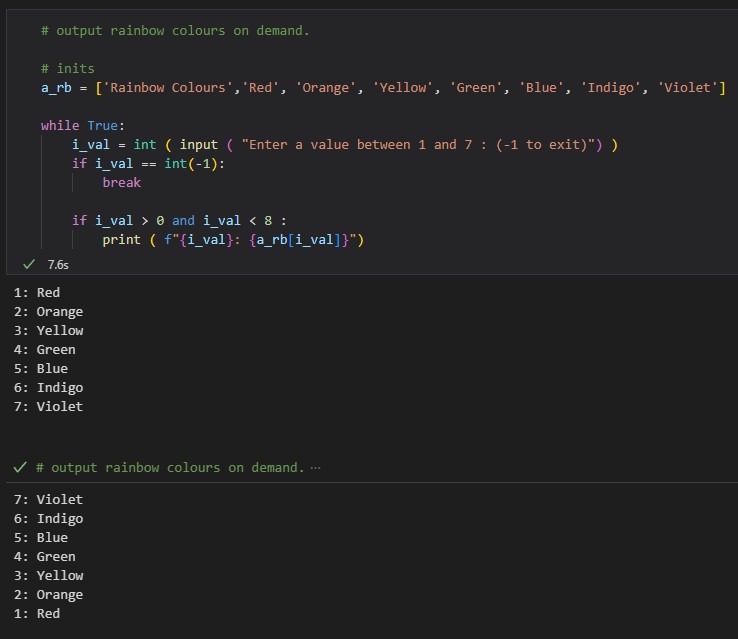 # output rainbow colours on demand.
# inits
a_rb = ['Rainbow Colours','Red', 'Orange', 'Yellow', 'Green', 'Blue', 'Indigo', 'Violet']
while True:
    i_val = int ( input ( "Enter a value between 1 and 7 : (-1 to exit)") )
    if i_val == int(-1):
        break
    if i_val > 0 and i_val < 8 :
        print ( f"{i_val}: {a_rb[i_val]}")
✓ 7.6s
1: Red
2: Orange
3: Yellow
4: Green
5: Blue
6: Indigo
7: Violet
✓ # output rainbow colours on demand. ···
7: Violet
6: Indigo
5: Blue
4: Green
3: Yellow
2: Orange
1: Red